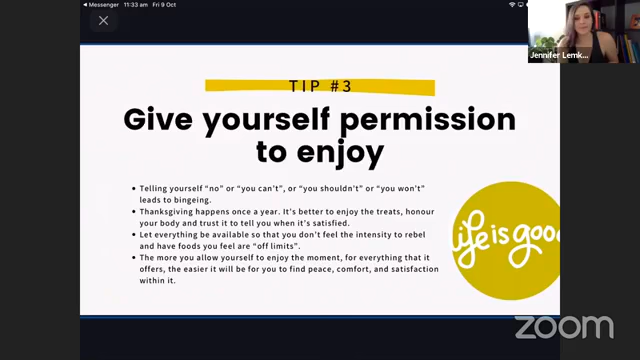 Messenger 11:33 am Fri 9 Oct
Jennifer Lemk...
TIP #3
Give yourself permission
to enjoy
• Telling yourself “no” or “you can’t”, or “you shouldn’t” or “you won’t”
leads to bingeing.
• Thanksgiving happens once a year. It’s better to enjoy the treats, honour
your body and trust it to tell you when it’s satisfied.
• Let everything be available so that you don’t feel the intensity to rebel
and have foods you feel are “off limits”.
• The more you allow yourself to enjoy the moment, for everything that it
offers, the easier it will be for you to find peace, comfort, and satisfaction
within it.
life is good
zoom